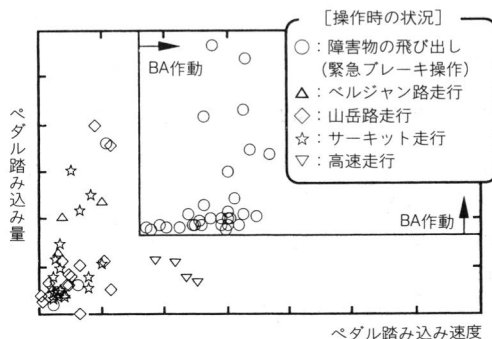 [操作時の状況]
○：障害物の飛び出し
(緊急ブレーキ操作)
△：ベルジャン路走行
◇：山岳路走行
☆：サーキット走行
▽：高速走行
BA作動
BA作動
ペダル踏み込み量
ペダル踏み込み速度